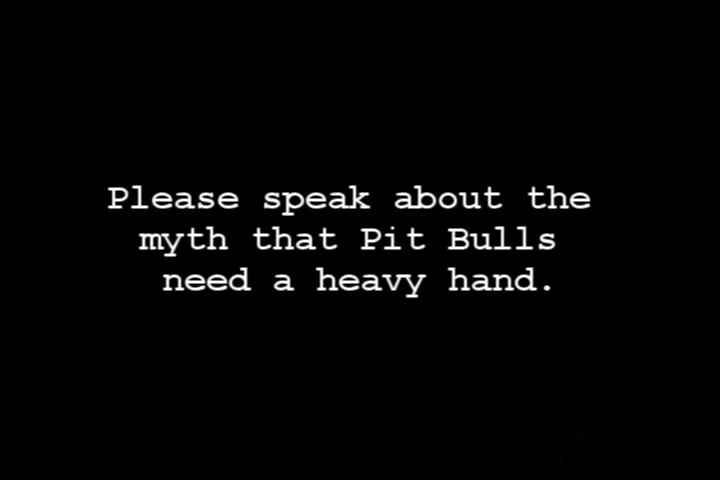 Please speak about the
myth that Pit Bulls
need a heavy hand.